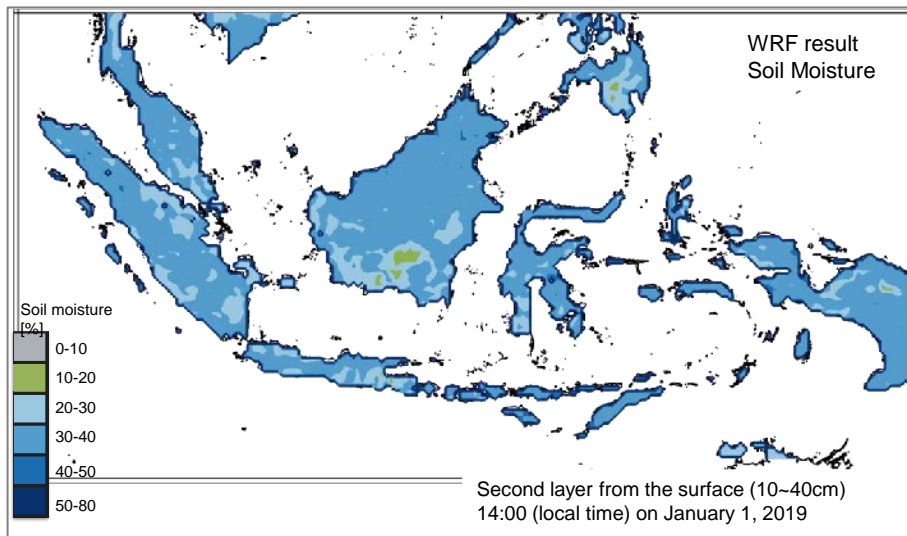 WRF result
Soil Moisture
Soil moisture
[%]
0-10
10-20
20-30
30-40
40-50
50-80
Second layer from the surface (10~40cm)
14:00 (local time) on January 1, 2019